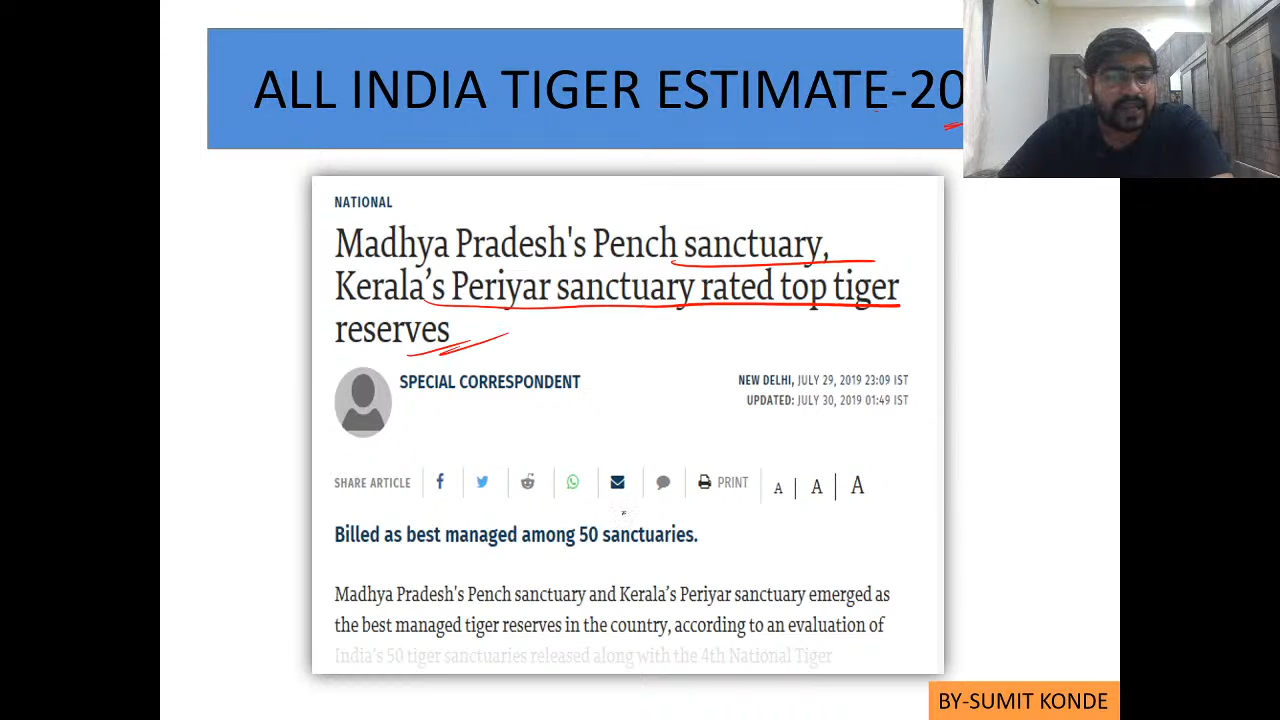 ALL INDIA TIGER ESTIMATE-20
NATIONAL
Madhya Pradesh's Pench sanctuary,
Kerala’s Periyar sanctuary rated top tiger
reserves
SPECIAL CORRESPONDENT
NEW DELHI, JULY 29, 2019 23:09 IST
UPDATED: JULY 30, 2019 01:49 IST
SHARE ARTICLE PRINT A A A
Billed as best managed among 50 sanctuaries.
Madhya Pradesh's Pench sanctuary and Kerala’s Periyar sanctuary emerged as
the best managed tiger reserves in the country, according to an evaluation of
India’s 50 tiger sanctuaries released along with the 4th National Tiger
BY-SUMIT KONDE